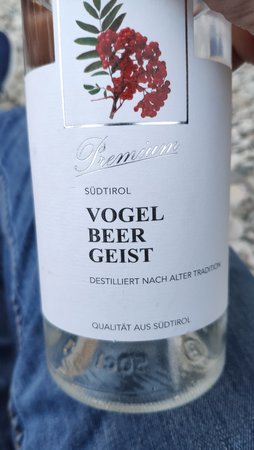 Premium
SÜDTIROL
VOGEL
BEER
GEIST
DESTILLIERT NACH ALTER TRADITION
QUALITÄT AUS SÜDTIROL